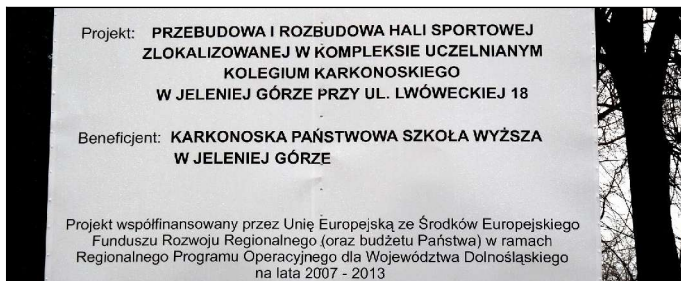 Projekt: PRZEBUDOWA I ROZBUDOWA HALI SPORTOWEJ
ZLOKALIZOWANEJ W KOMPLEKSIE UCZELNIANYM
KOLEGIUM KARKONOSKIEGO
W JELENIEJ GÓRZE PRZY UL. LWÓWECKIEJ 18
Beneficjent: KARKONOSKA PAŃSTWOWA SZKOŁA WYŻSZA
W JELENIEJ GÓRZE
Projekt współfinansowany przez Unię Europejską ze Środków Europejskiego
Funduszu Rozwoju Regionalnego (oraz budżetu Państwa) w ramach
Regionalnego Programu Operacyjnego dla Województwa Dolnośląskiego
na lata 2007 - 2013